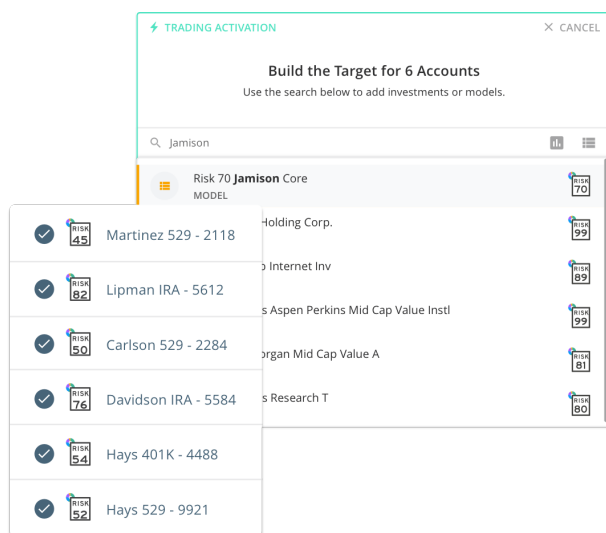 TRADING ACTIVATION
CANCEL
Build the Target for 6 Accounts
Use the search below to add investments or models.
Jamison
Risk 70 Jamison Core
MODEL
RISK 70
Holding Corp.
RISK 99
Internet Inv
RISK 89
s Aspen Perkins Mid Cap Value Instl
RISK 99
organ Mid Cap Value A
RISK 81
s Research T
RISK 80
RISK 45 Martinez 529 - 2118
RISK 82 Lipman IRA - 5612
RISK 50 Carlson 529 - 2284
RISK 76 Davidson IRA - 5584
RISK 54 Hays 401K - 4488
RISK 52 Hays 529 - 9921